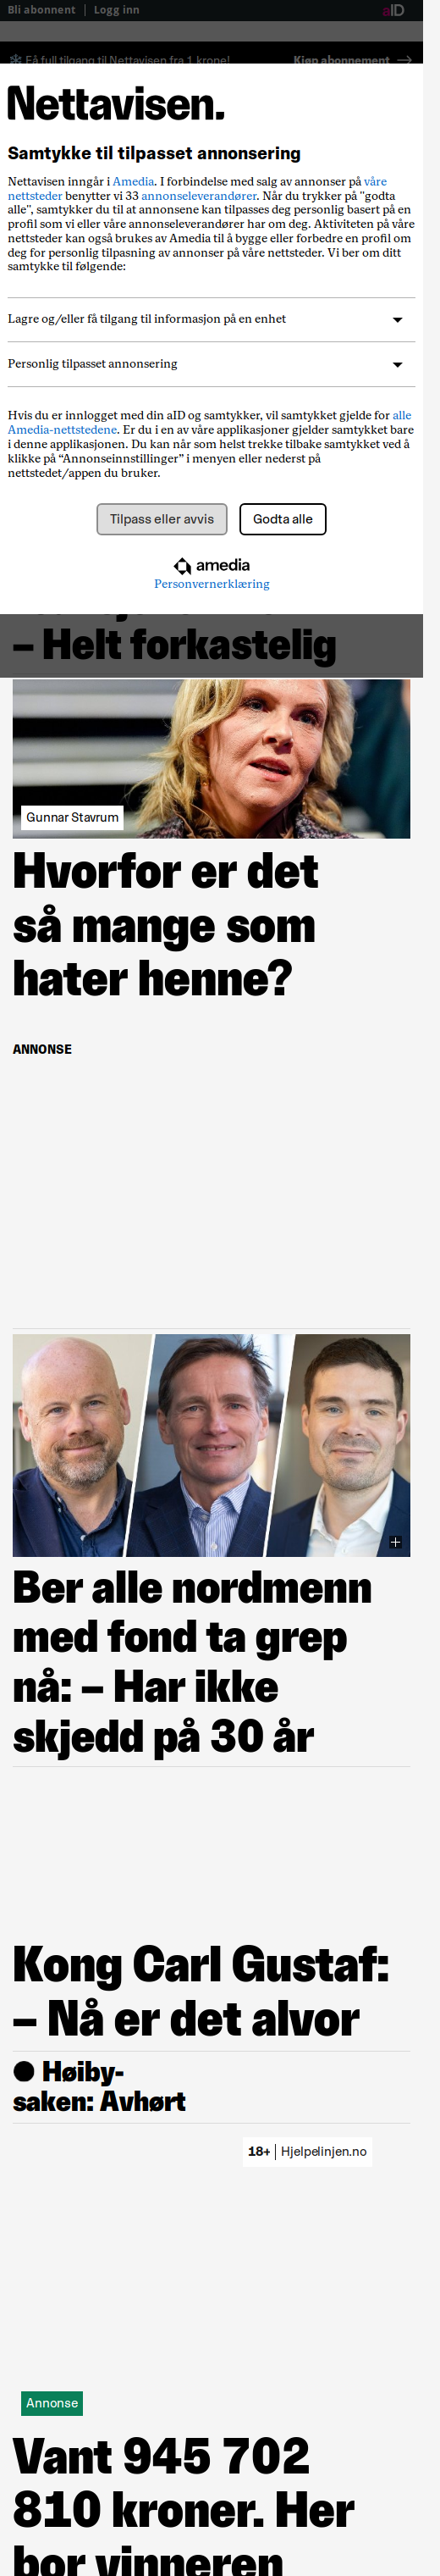 Bli abonnent | Logg inn
aID
Få full tilgang til Nettavisen fra 1 krone!
Kjøp abonnement
Nettavisen.
Samtykke til tilpasset annonsering
Nettavisen inngår i Amedia. I forbindelse med salg av annonser på våre
nettsteder benytter vi 33 annonseleverandører. Når du trykker på "godta
alle", samtykker du til at annonsene kan tilpasses deg personlig basert på en
profil som vi eller våre annonseleverandører har om deg. Aktiviteten på våre
nettsteder kan også brukes av Amedia til å bygge eller forbedre en profil om
deg for personlig tilpasning av annonser på våre nettsteder. Vi ber om ditt
samtykke til følgende:
Lagre og/eller få tilgang til informasjon på en enhet
Personlig tilpasset annonsering
Hvis du er innlogget med din aID og samtykker, vil samtykket gjelde for alle
Amedia-nettstedene. Er du i en av våre applikasjoner gjelder samtykket bare
i denne applikasjonen. Du kan når som helst trekke tilbake samtykket ved å
klikke på “Annonseinnstillinger” i menyen eller nederst på
nettstedet/appen du bruker.
Tilpass eller avvis
Godta alle
amedia
Personvernerklæring
– Helt forkastelig
Gunnar Stavrum
Hvorfor er det
så mange som
hater henne?
ANNONSE
Ber alle nordmenn
med fond ta grep
nå: – Har ikke
skjedd på 30 år
Kong Carl Gustaf:
– Nå er det alvor
Høiby-
saken: Avhørt
18+ | Hjelpelinjen.no
Annonse
Vant 945 702
810 kroner. Her
bor vinneren